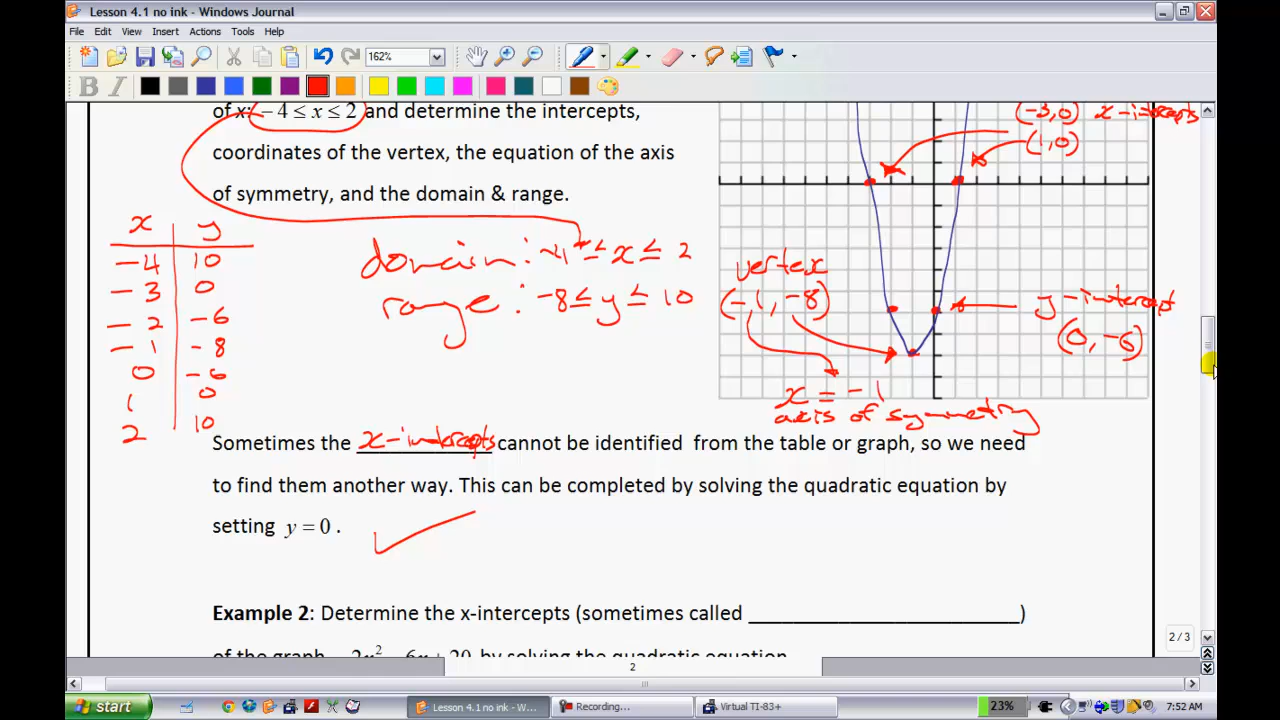 Lesson 4.1 no ink - Windows Journal
File Edit View Insert Actions Tools Help
162%
B I
of x: −4 ≤ x ≤ 2 and determine the intercepts,
coordinates of the vertex, the equation of the axis
of symmetry, and the domain & range.
x y
-4 10
-3 0
-2 -6
-1 -8
0 -6
1 0
2 10
domain: -4 ≤ x ≤ 2
range: -8 ≤ y ≤ 10
(-3,0) x-intercepts
(1,0)
vertex
(-1,-8)
y-intercept
(0,-6)
x = -1
axis of symmetry
Sometimes the x-intercepts cannot be identified from the table or graph, so we need
to find them another way. This can be completed by solving the quadratic equation by
setting y = 0 .
Example 2: Determine the x-intercepts (sometimes called ________________________)
by solving the quadratic equation
2 / 3
2
start
Lesson 4.1 no ink - W...
Recording...
Virtual TI-83+
23%
7:52 AM